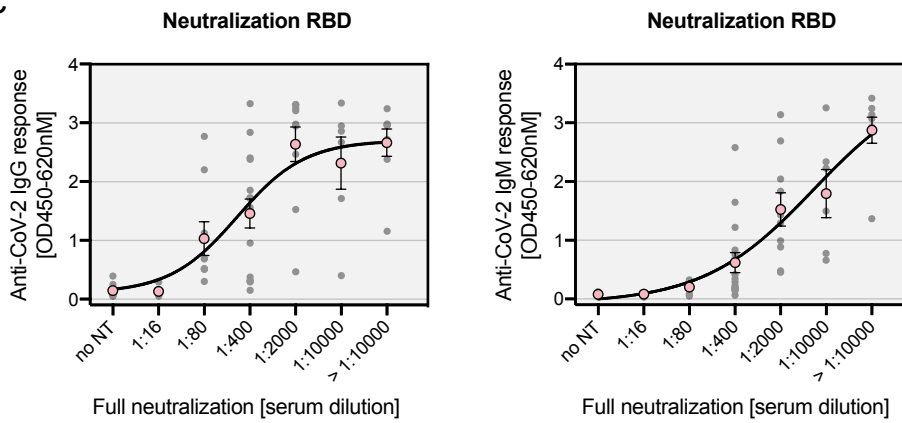 Neutralization RBD
Anti-CoV-2 IgG response
[OD450-620nM]
4
3
2
1
0
no NT
1:16
1:80
1:400
1:2000
1:10000
> 1:10000
Full neutralization [serum dilution]
Neutralization RBD
Anti-CoV-2 IgM response
[OD450-620nM]
4
3
2
1
0
no NT
1:16
1:80
1:400
1:2000
1:10000
> 1:10000
Full neutralization [serum dilution]